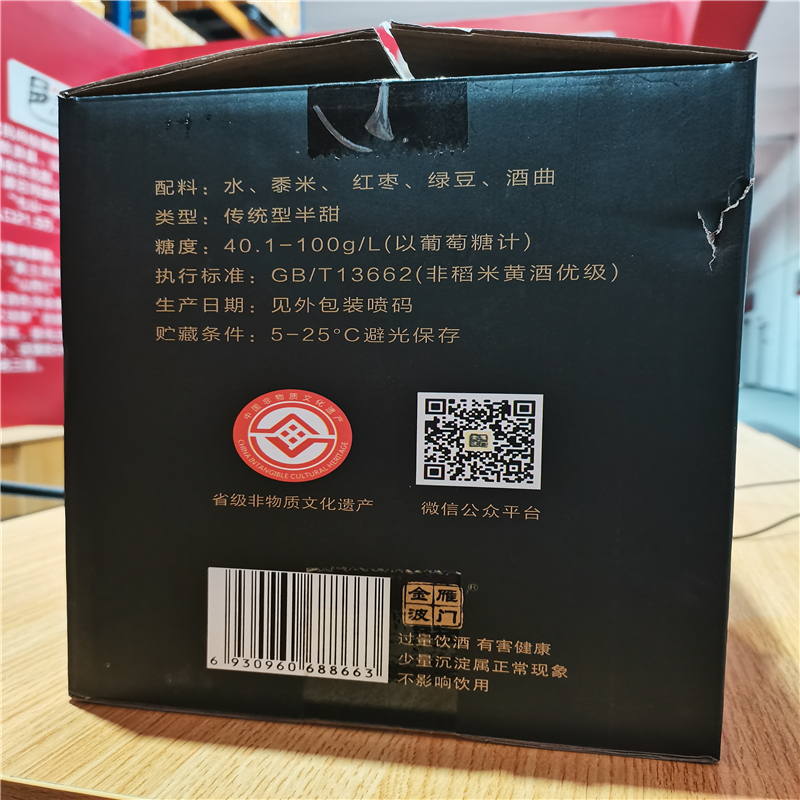 配料：水、黍米、 红枣、绿豆、酒曲
类型：传统型半甜
糖度：40.1-100g/L(以葡萄糖计)
执行标准：GB/T13662(非稻米黄酒优级)
生产日期：见外包装喷码
贮藏条件：5-25°C避光保存
中国非物质文化遗产
CHINA INTANGIBLE CULTURAL HERITAGE
省级非物质文化遗产
微信公众平台
6 930960 688663
金 雁
波 门
®
过量饮酒 有害健康
少量沉淀属正常现象
不影响饮用